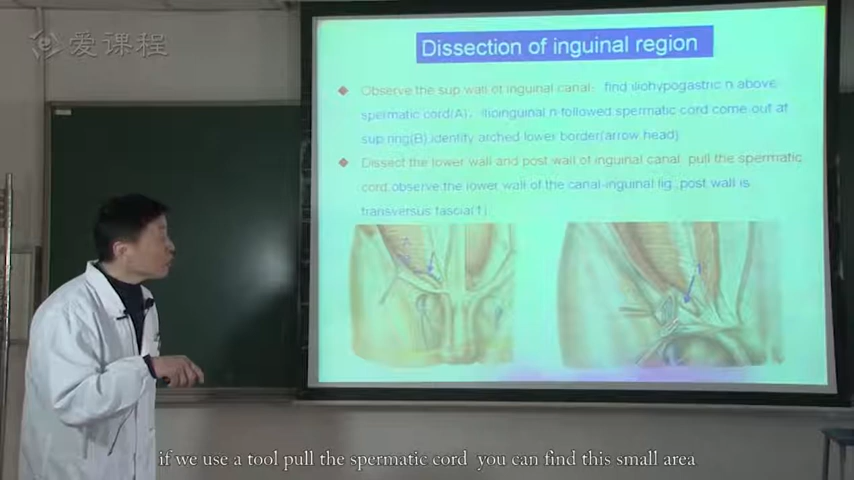 爱课程
Dissection of inguinal region
Observe the sup wall of inguinal canal: find iliohypogastric n above
spermatic cord(A), ilioinguinal n followed spermatic cord come out at
sup ring(B).identity arched lower border(arrow head)
Dissect the lower wall and post wall of inguinal canal pull the spermatic
cord observe the lower wall of the canal-inguinal lig, post wall is
transversus fascia(1)
if we use a tool pull the spermatic cord you can find this small area